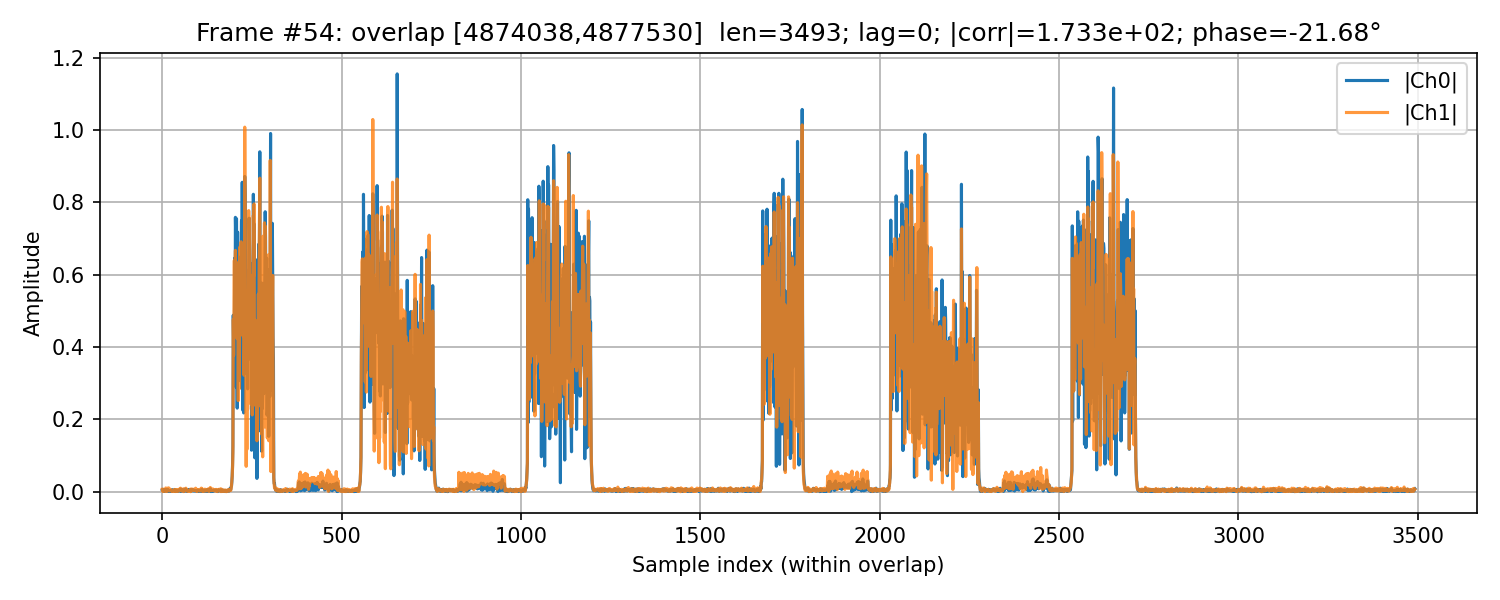 Frame #54: overlap [4874038,4877530]  len=3493; lag=0; |corr|=1.733e+02; phase=-21.68°
|Ch0|
|Ch1|
Amplitude
1.2
1.0
0.8
0.6
0.4
0.2
0.0
0 500 1000 1500 2000 2500 3000 3500
Sample index (within overlap)